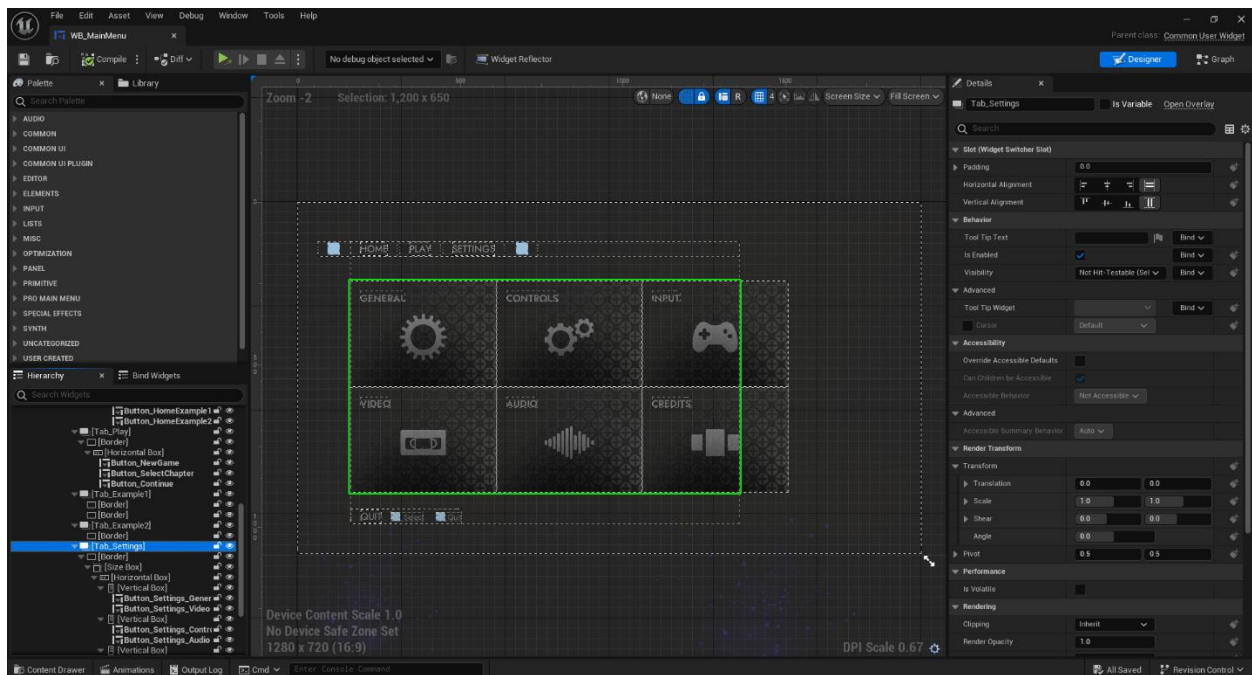 File Edit Asset View Debug Window Tools Help
WB_MainMenu
Parent class: Common User Widget
Compile Diff No debug object selected Widget Reflector Designer Graph
Palette Library
Search Palette
AUDIO
COMMON
COMMON UI
COMMON UI PLUGIN
EDITOR
ELEMENTS
INPUT
LISTS
MISC
OPTIMIZATION
PANEL
PRIMITIVE
PRO MAIN MENU
SPECIAL EFFECTS
SYNTH
UNCATEGORIZED
USER CREATED
Hierarchy Bind Widgets
Search Widgets
Button_HomeExample1
Button_HomeExample2
[Tab_Play]
[Border]
[Horizontal Box]
Button_NewGame
Button_SelectChapter
Button_Continue
[Tab_Example1]
[Border]
[Border]
[Tab_Example2]
[Border]
[Tab_Settings]
[Border]
[Size Box]
[Horizontal Box]
[Vertical Box]
Button_Settings_Gener
Button_Settings_Video
[Vertical Box]
Button_Settings_Contr
Button_Settings_Audio
[Vertical Box]
0 500 1000 1500
Zoom -2 Selection: 1,200 x 650 None R 4 Screen Size Fill Screen
HOME PLAY SETTINGS
GENERAL CONTROLS INPUT
VIDEO AUDIO CREDITS
QUIT Select Quit
Device Content Scale 1.0
No Device Safe Zone Set
1280 x 720 (16:9) DPI Scale 0.67
Details
Tab_Settings Is Variable Open Overlay
Search
Slot (Widget Switcher Slot)
Padding 0.0
Horizontal Alignment
Vertical Alignment
Behavior
Tool Tip Text Bind
Is Enabled Bind
Visibility Not Hit-Testable (Sel Bind
Advanced
Tool Tip Widget Bind
Cursor Default
Accessibility
Override Accessible Defaults
Can Children be Accessible
Accessible Behavior Not Accessible
Advanced
Accessible Summary Behavior Auto
Render Transform
Transform
Translation 0.0 0.0
Scale 1.0 1.0
Shear 0.0 0.0
Angle 0.0
Pivot 0.5 0.5
Performance
Is Volatile
Rendering
Clipping Inherit
Render Opacity 1.0
Content Drawer Animations Output Log Cmd Enter Console Command All Saved Revision Control